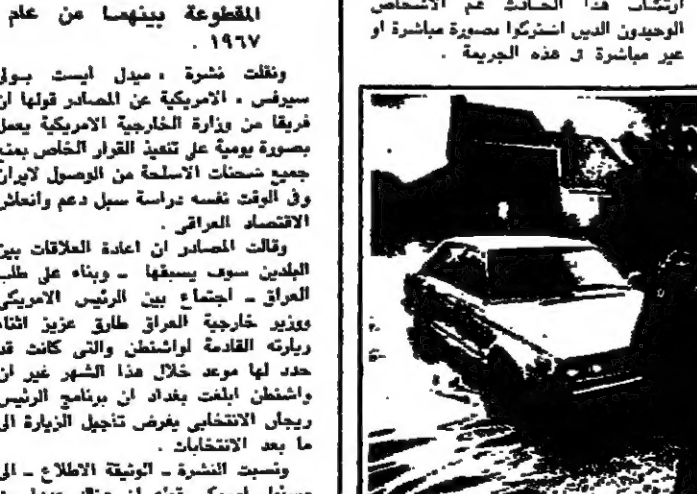 ارتكاب هذا الحادث هم الاشخاص
الوحيدون الذين اشتركوا بصورة مباشرة او
غير مباشرة في هذه الجريمة .
المقطوعة بينهما من عام
١٩٦٧ .
ونقلت نشرة « ميدل ايست بولي
سيرفس » الامريكية عن المصادر قولها ان
فريقا من وزارة الخارجية الامريكية يعمل
بصورة يومية على تنفيذ القرار الخاص بمنع
جميع شحنات الاسلحة من الوصول لايران
وفي الوقت نفسه دراسة سبل دعم وانعاش
الاقتصاد العراقي .
وقالت المصادر ان اعادة العلاقات بين
البلدين سوف يسبقها – وبناء على طلب
العراق – اجتماع بين الرئيس الامريكي
ووزير خارجية العراق طارق عزيز اثناء
زيارته القادمة لواشنطن والتي كانت قد
حدد لها موعد خلال هذا الشهر غير ان
واشنطن ابلغت بغداد ان برنامج الرئيس
ريجان الانتخابي يفرض تأجيل الزيارة الى
ما بعد الانتخابات .
ونسبت النشرة – الوثيقة الاطلاع – الى